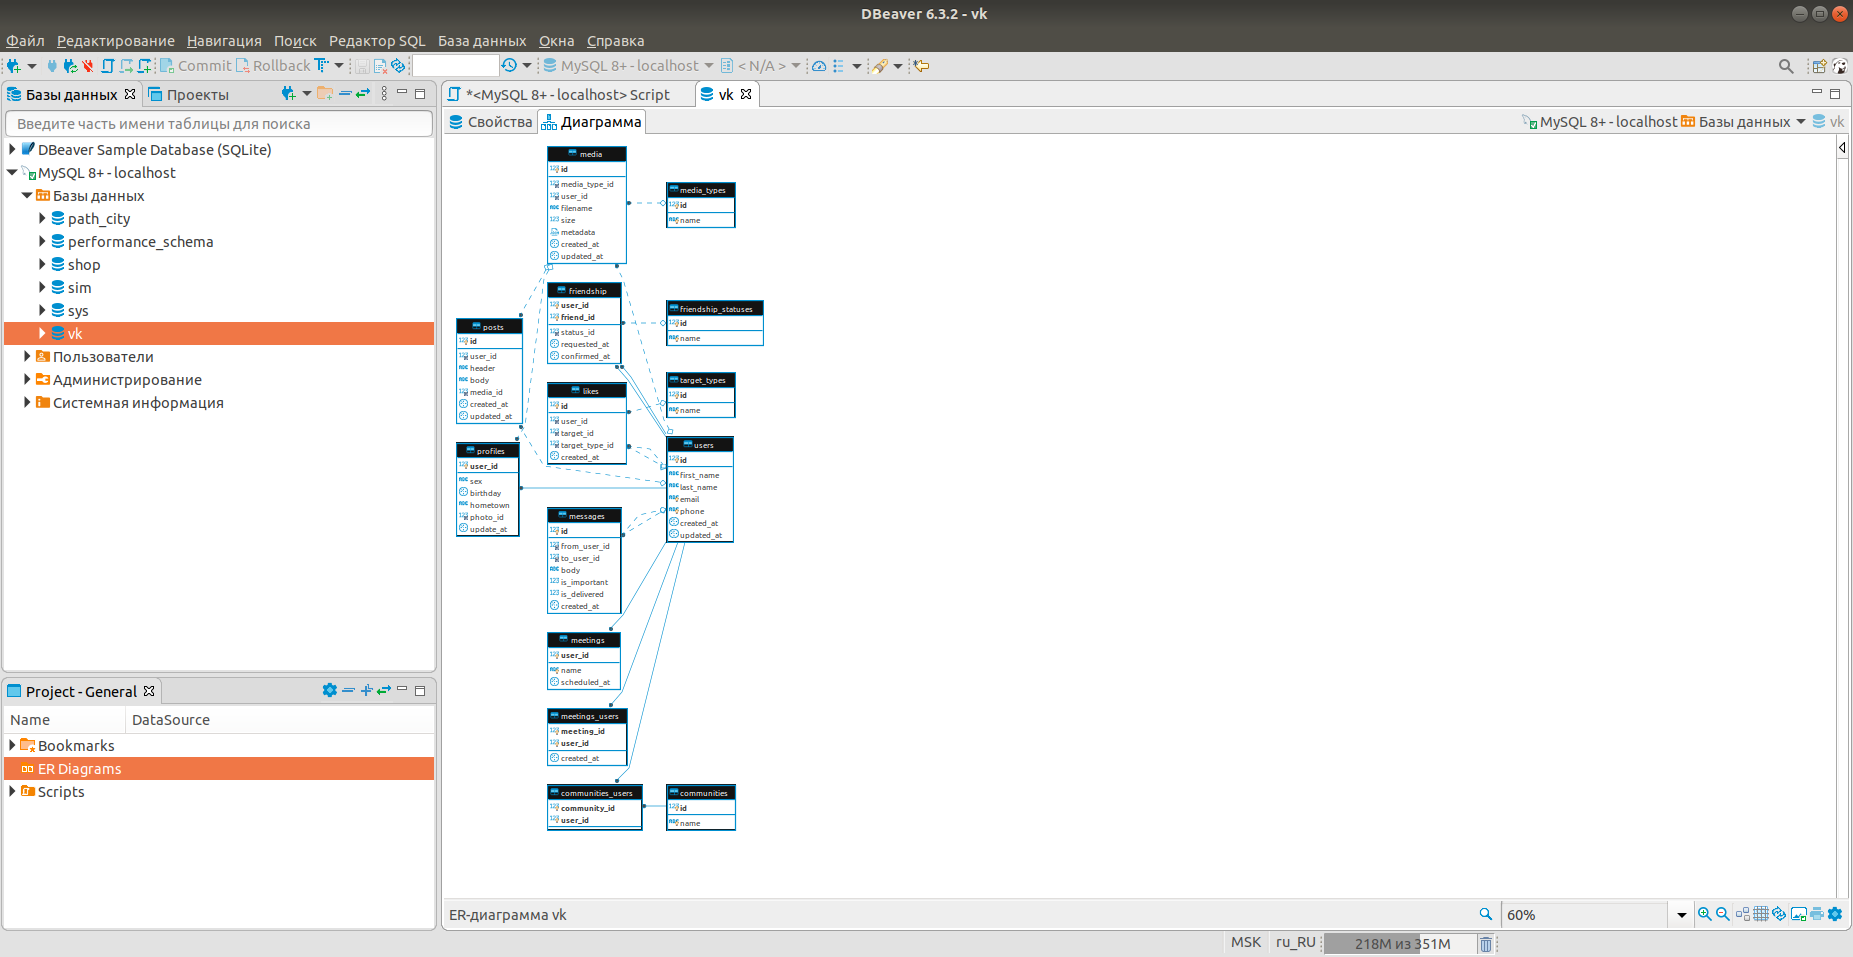 DBeaver 6.3.2 - vk
Файл Редактирование Навигация Поиск Редактор SQL База данных Окна Справка
Commit Rollback MySQL 8+ - localhost < N/A >
Базы данных Проекты
Введите часть имени таблицы для поиска
DBeaver Sample Database (SQLite)
MySQL 8+ - localhost
Базы данных
path_city
performance_schema
shop
sim
sys
vk
Пользователи
Администрирование
Системная информация
Project - General
Name DataSource
Bookmarks
ER Diagrams
Scripts
*<MySQL 8+ - localhost> Script vk
Свойства Диаграмма MySQL 8+ - localhost Базы данных vk
media
id
media_type_id
user_id
filename
size
metadata
created_at
updated_at
media_types
id
name
friendship
user_id
friend_id
status_id
requested_at
confirmed_at
friendship_statuses
id
name
posts
id
user_id
header
body
media_id
created_at
updated_at
likes
id
user_id
target_id
target_type_id
created_at
target_types
id
name
profiles
user_id
sex
birthday
hometown
photo_id
update_at
users
id
first_name
last_name
email
phone
created_at
updated_at
messages
id
from_user_id
to_user_id
body
is_important
is_delivered
created_at
meetings
user_id
name
scheduled_at
meetings_users
meeting_id
user_id
created_at
communities_users
community_id
user_id
communities
id
name
ER-диаграмма vk 60%
MSK ru_RU 218M из 351M